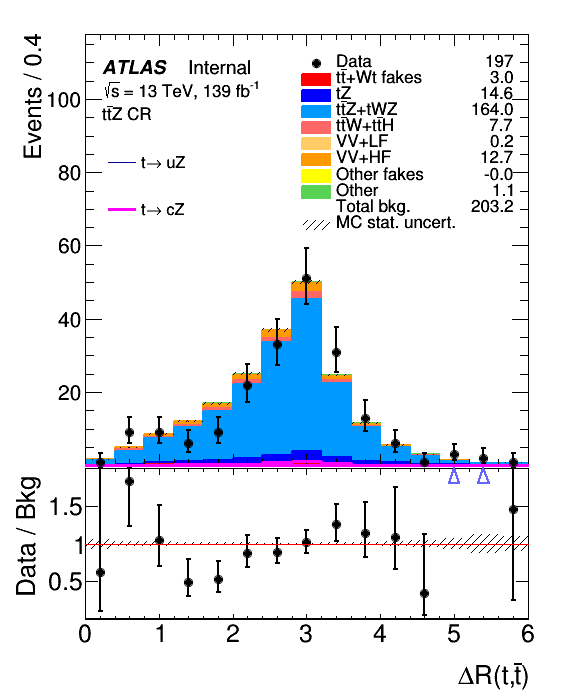 ATLAS Internal
√s = 13 TeV, 139 fb⁻¹
tt̄Z CR
t→ uZ
t→ cZ
Data 197
tt̄+Wt fakes 3.0
tZ 14.6
tt̄Z+tWZ 164.0
tt̄W+tt̄H 7.7
VV+LF 0.2
VV+HF 12.7
Other fakes -0.0
Other 1.1
Total bkg. 203.2
MC stat. uncert.
Events / 0.4
100
80
60
40
20
Data / Bkg
1.5
1
0.5
0 1 2 3 4 5 6
ΔR(t,t̄)